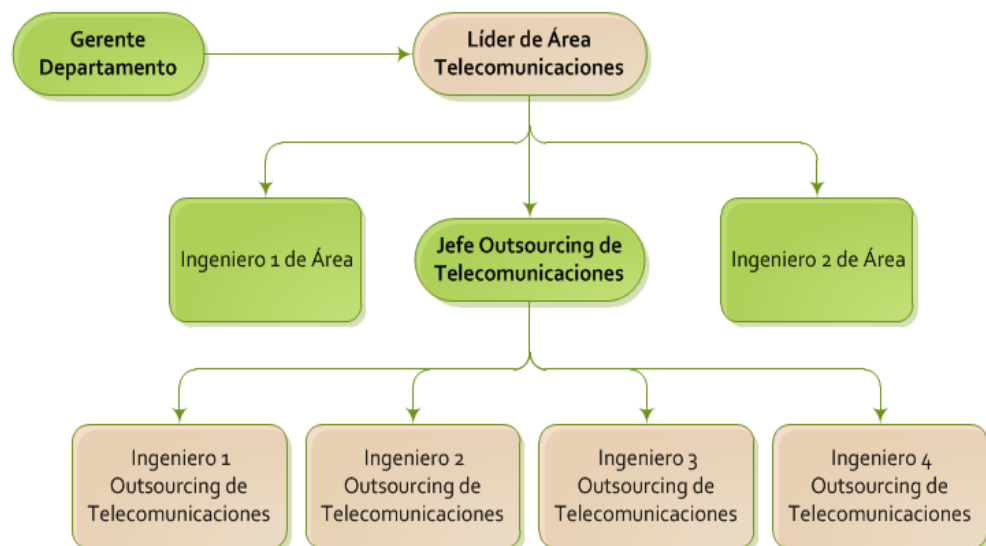 Gerente
Departamento
Líder de Área
Telecomunicaciones
Ingeniero 1 de Área
Jefe Outsourcing de
Telecomunicaciones
Ingeniero 2 de Área
Ingeniero 1
Outsourcing de
Telecomunicaciones
Ingeniero 2
Outsourcing de
Telecomunicaciones
Ingeniero 3
Outsourcing de
Telecomunicaciones
Ingeniero 4
Outsourcing de
Telecomunicaciones